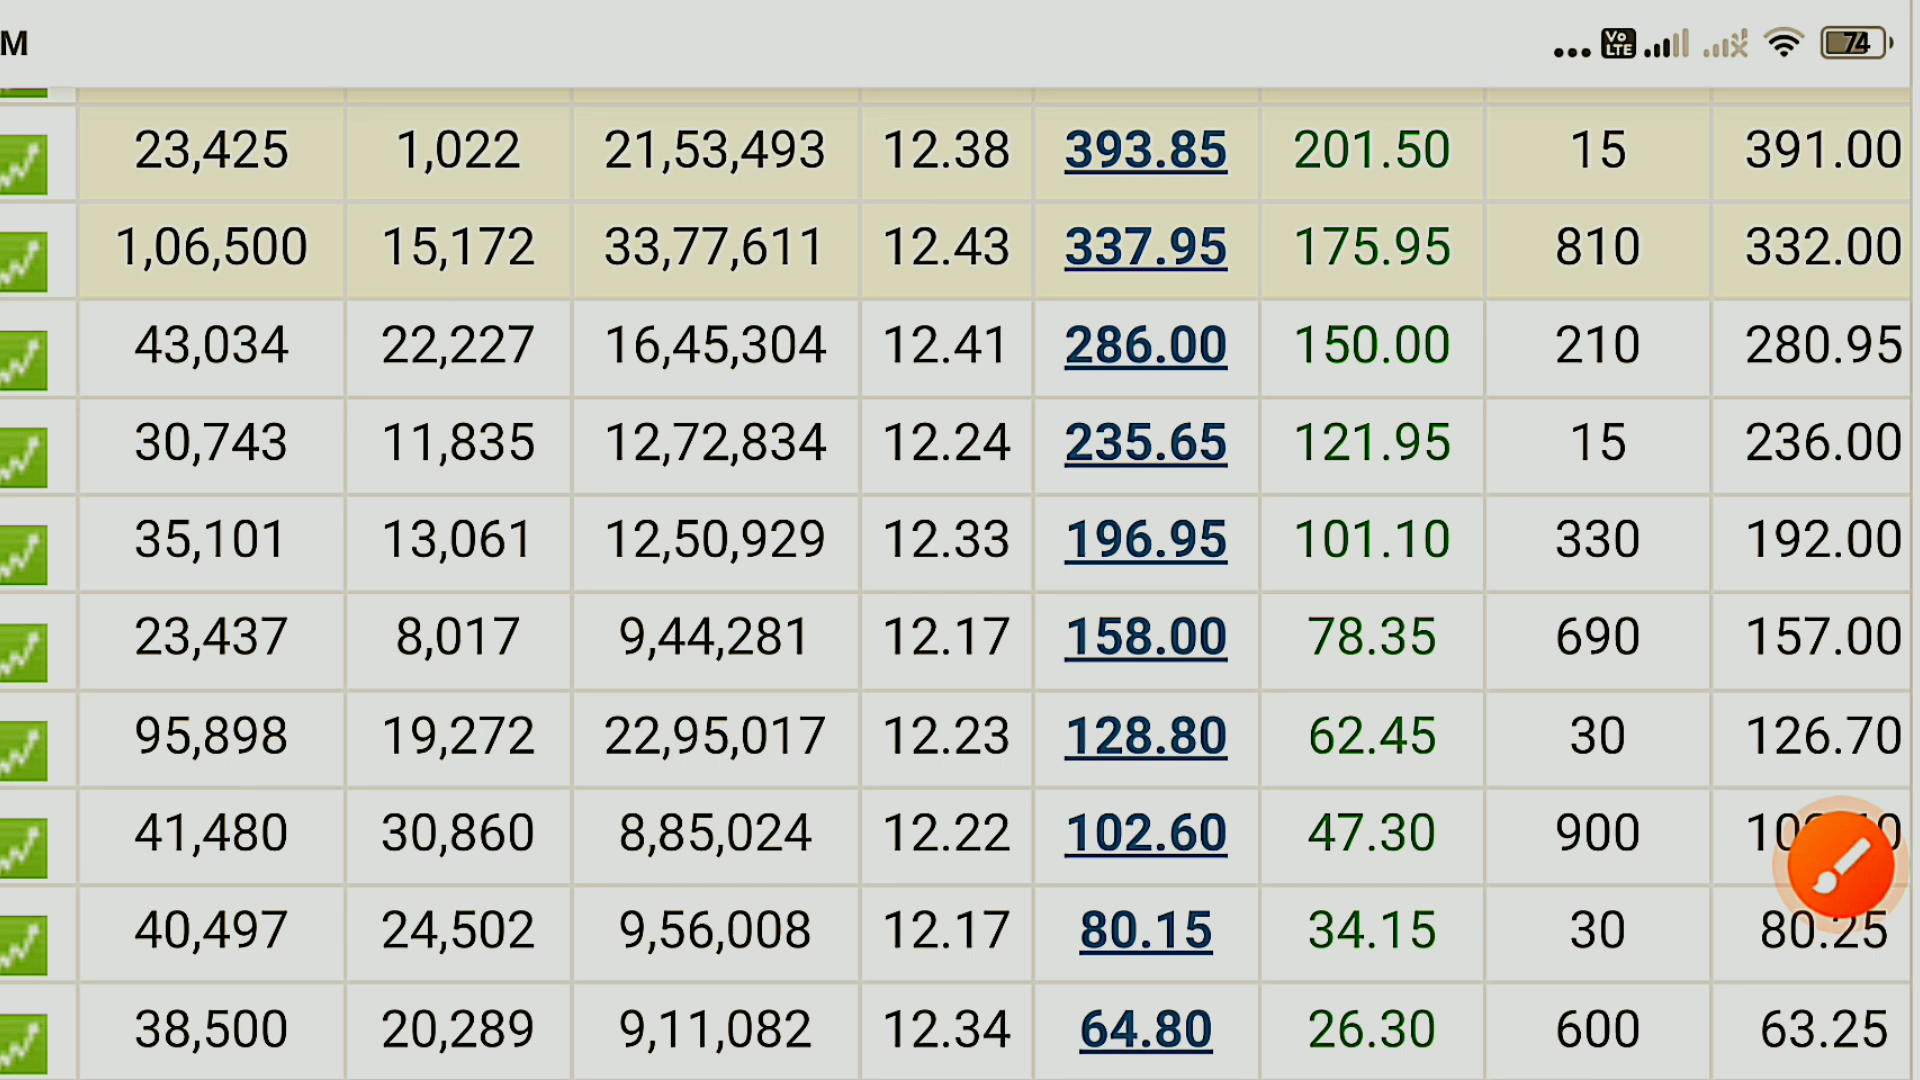 M
Vo LTE 74
23,425 1,022 21,53,493 12.38 393.85 201.50 15 391.00
1,06,500 15,172 33,77,611 12.43 337.95 175.95 810 332.00
43,034 22,227 16,45,304 12.41 286.00 150.00 210 280.95
30,743 11,835 12,72,834 12.24 235.65 121.95 15 236.00
35,101 13,061 12,50,929 12.33 196.95 101.10 330 192.00
23,437 8,017 9,44,281 12.17 158.00 78.35 690 157.00
95,898 19,272 22,95,017 12.23 128.80 62.45 30 126.70
41,480 30,860 8,85,024 12.22 102.60 47.30 900
40,497 24,502 9,56,008 12.17 80.15 34.15 30 80.25
38,500 20,289 9,11,082 12.34 64.80 26.30 600 63.25